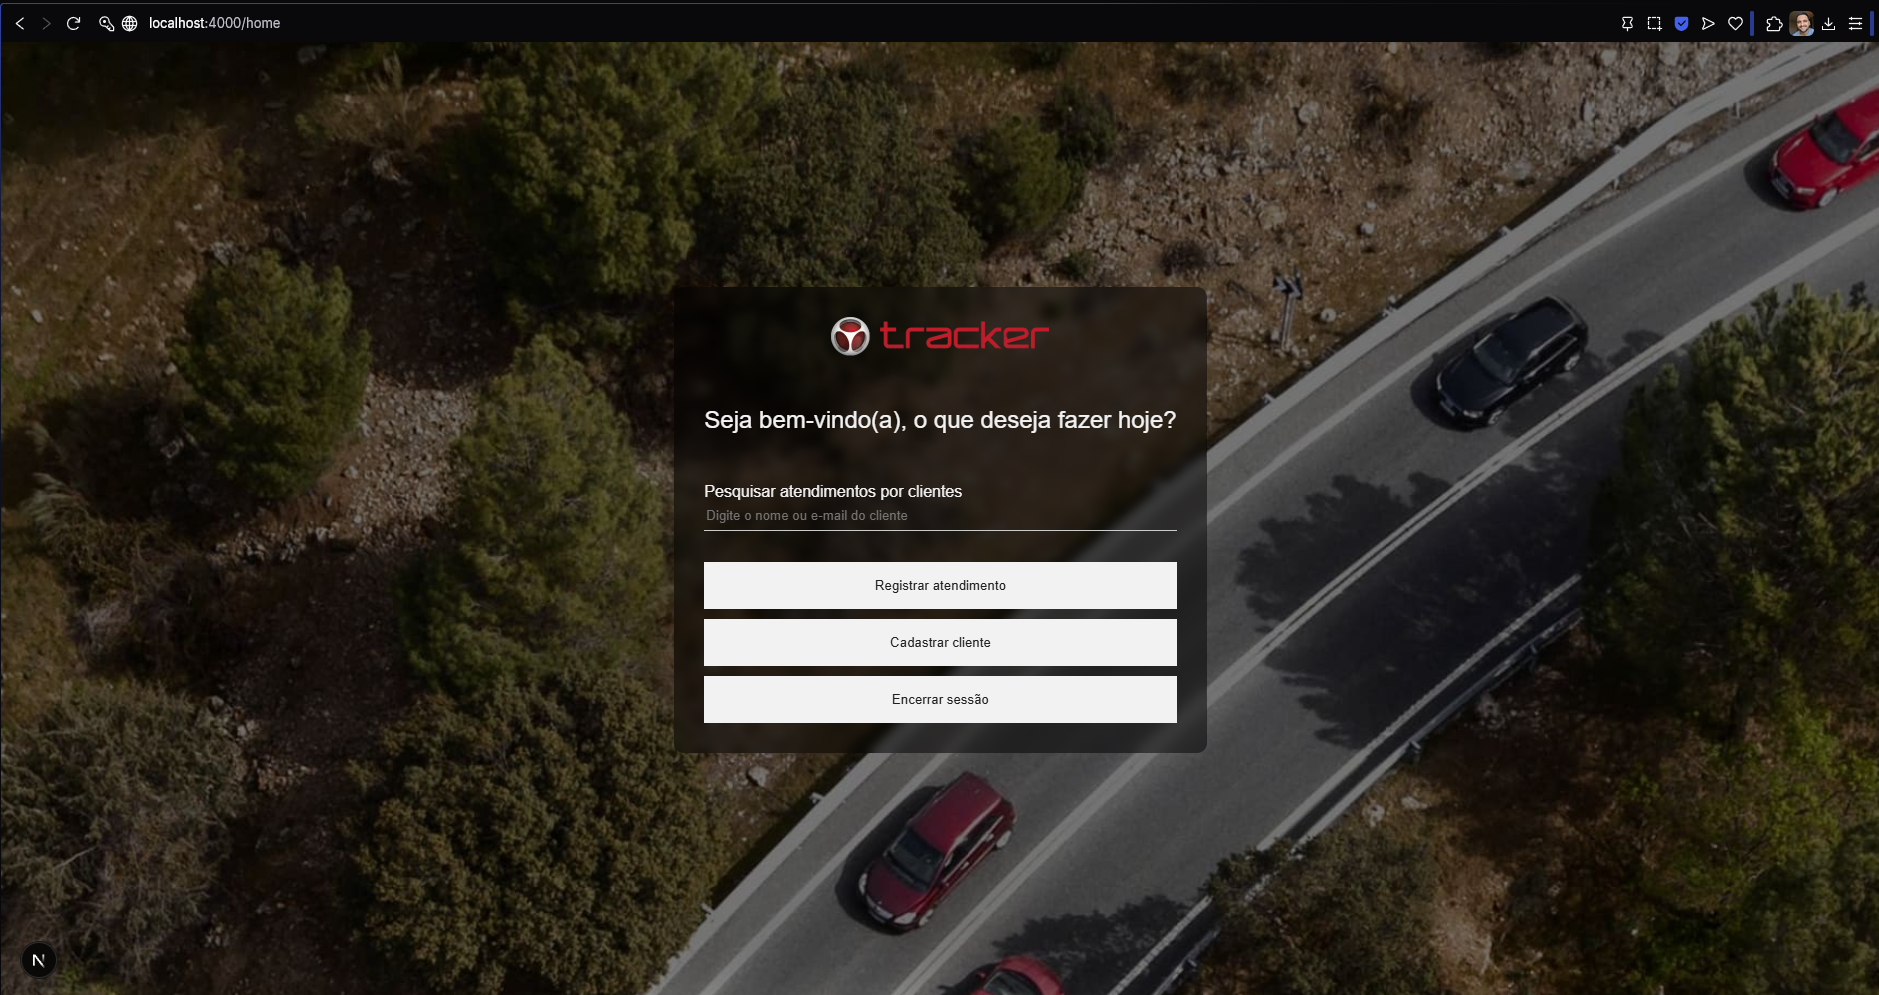 localhost:4000/home
tracker
Seja bem-vindo(a), o que deseja fazer hoje?
Pesquisar atendimentos por clientes
Digite o nome ou e-mail do cliente
Registrar atendimento
Cadastrar cliente
Encerrar sessão
N